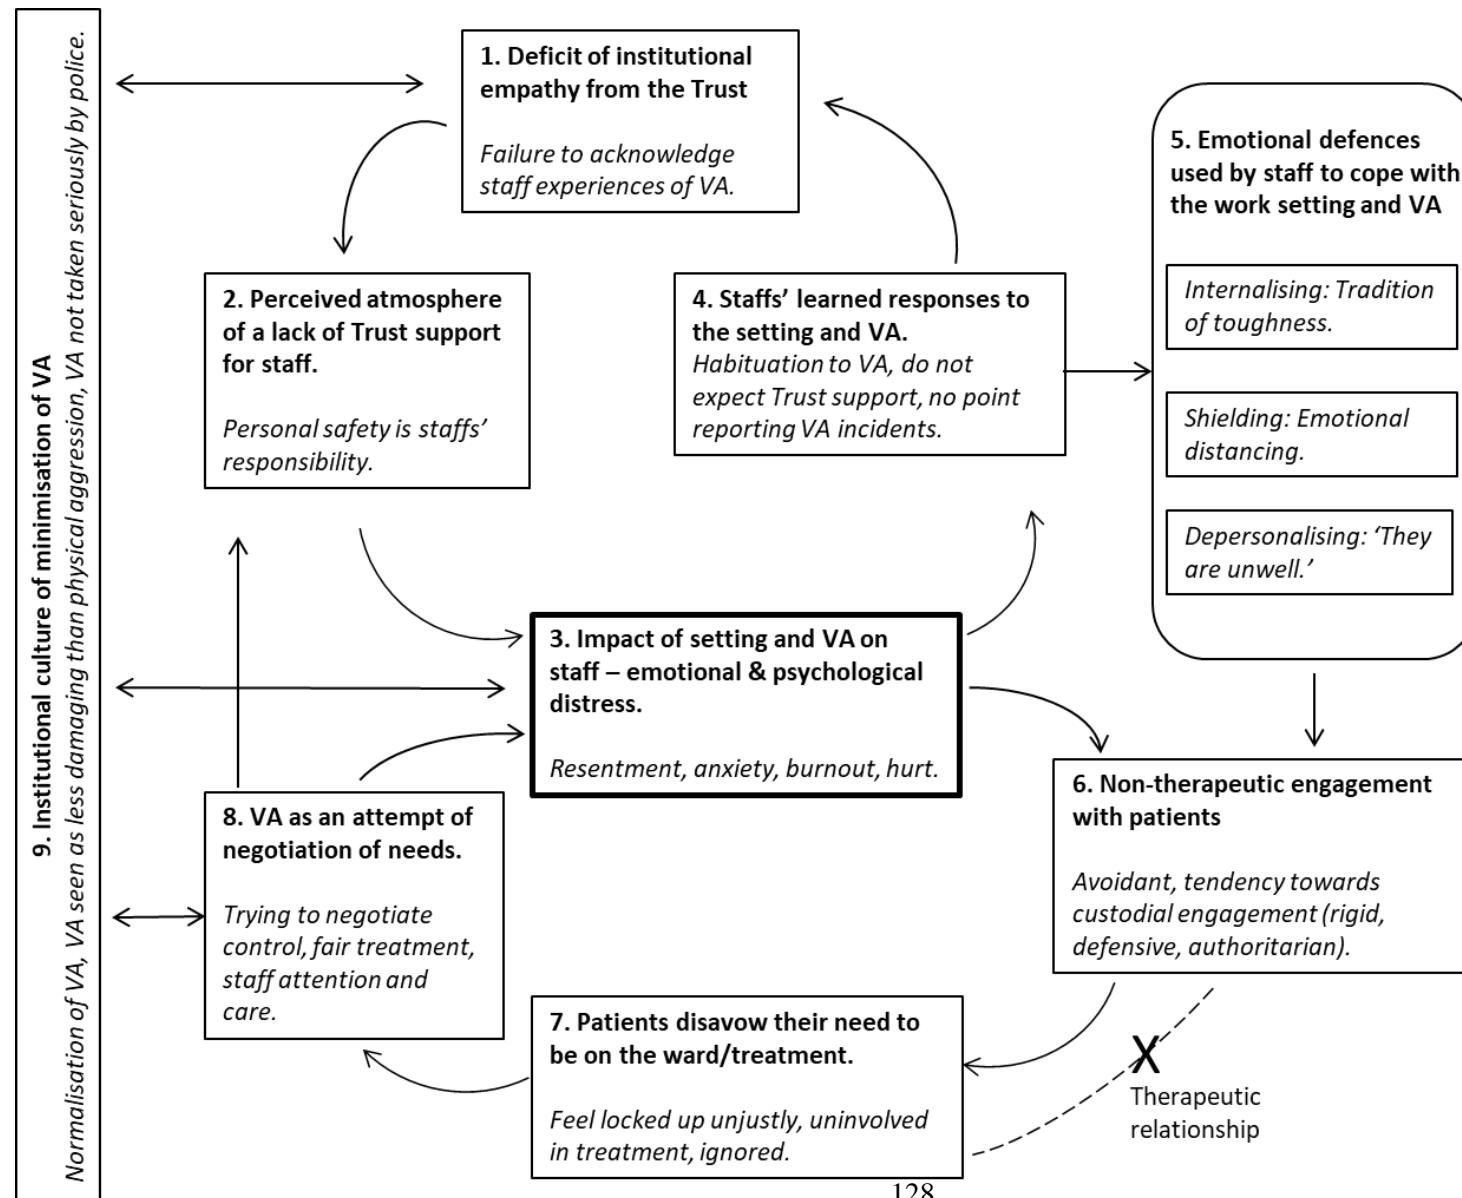 9. Institutional culture of minimisation of VA
Normalisation of VA, VA seen as less damaging than physical aggression, VA not taken seriously by police.
1. Deficit of institutional
empathy from the Trust
Failure to acknowledge
staff experiences of VA.
2. Perceived atmosphere
of a lack of Trust support
for staff.
Personal safety is staffs’
responsibility.
3. Impact of setting and VA on
staff – emotional & psychological
distress.
Resentment, anxiety, burnout, hurt.
4. Staffs’ learned responses to
the setting and VA.
Habituation to VA, do not
expect Trust support, no point
reporting VA incidents.
5. Emotional defences
used by staff to cope with
the work setting and VA
Internalising: Tradition
of toughness.
Shielding: Emotional
distancing.
Depersonalising: ‘They
are unwell.’
6. Non-therapeutic engagement
with patients
Avoidant, tendency towards
custodial engagement (rigid,
defensive, authoritarian).
7. Patients disavow their need to
be on the ward/treatment.
Feel locked up unjustly, uninvolved
in treatment, ignored.
8. VA as an attempt of
negotiation of needs.
Trying to negotiate
control, fair treatment,
staff attention and
care.
X
Therapeutic
relationship
128